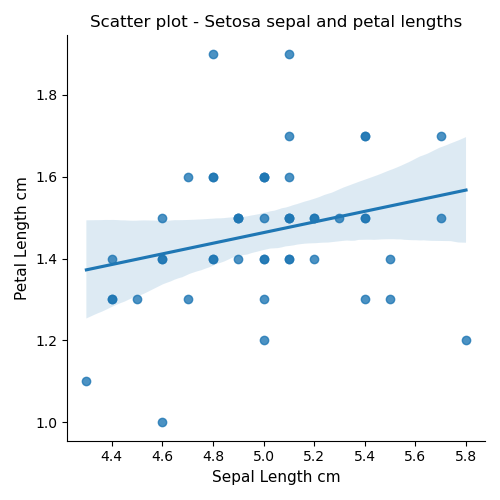 Scatter plot - Setosa sepal and petal lengths
1.8
1.6
1.4
1.2
1.0
Petal Length cm
4.4 4.6 4.8 5.0 5.2 5.4 5.6 5.8
Sepal Length cm